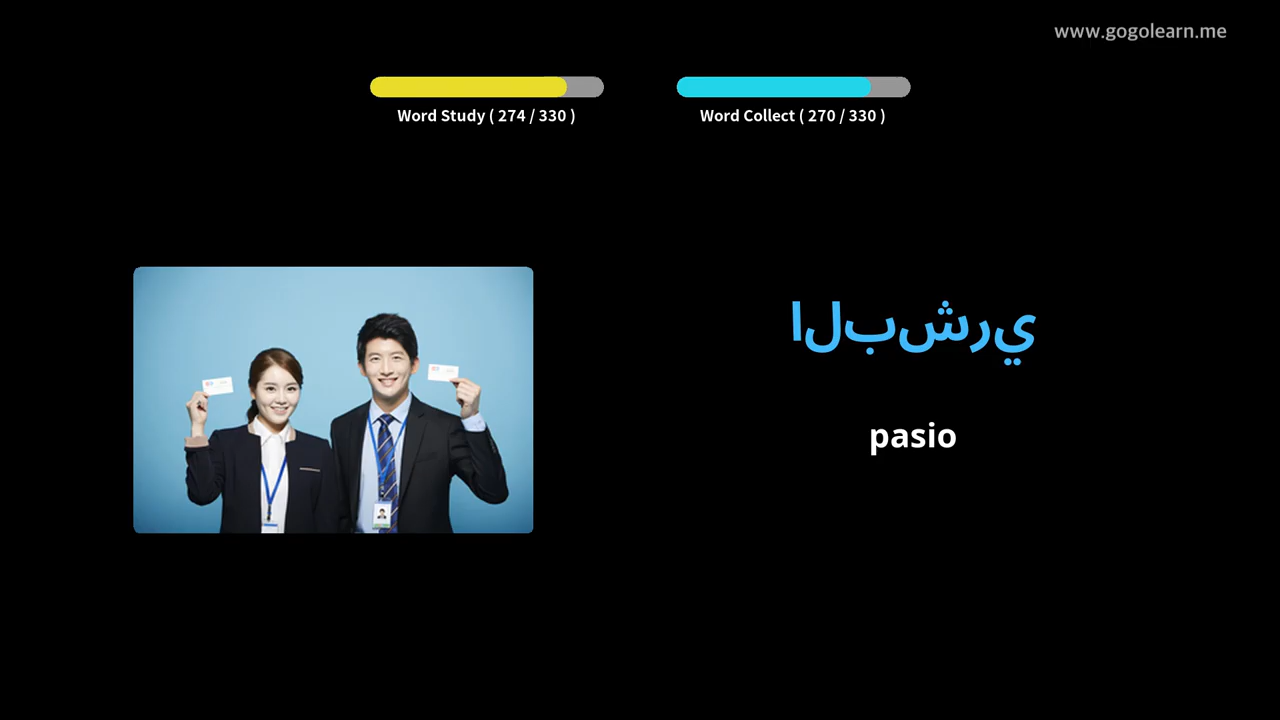 www.gogolearn.me
Word Study ( 274 / 330 )
Word Collect ( 270 / 330 )
البشري
pasio